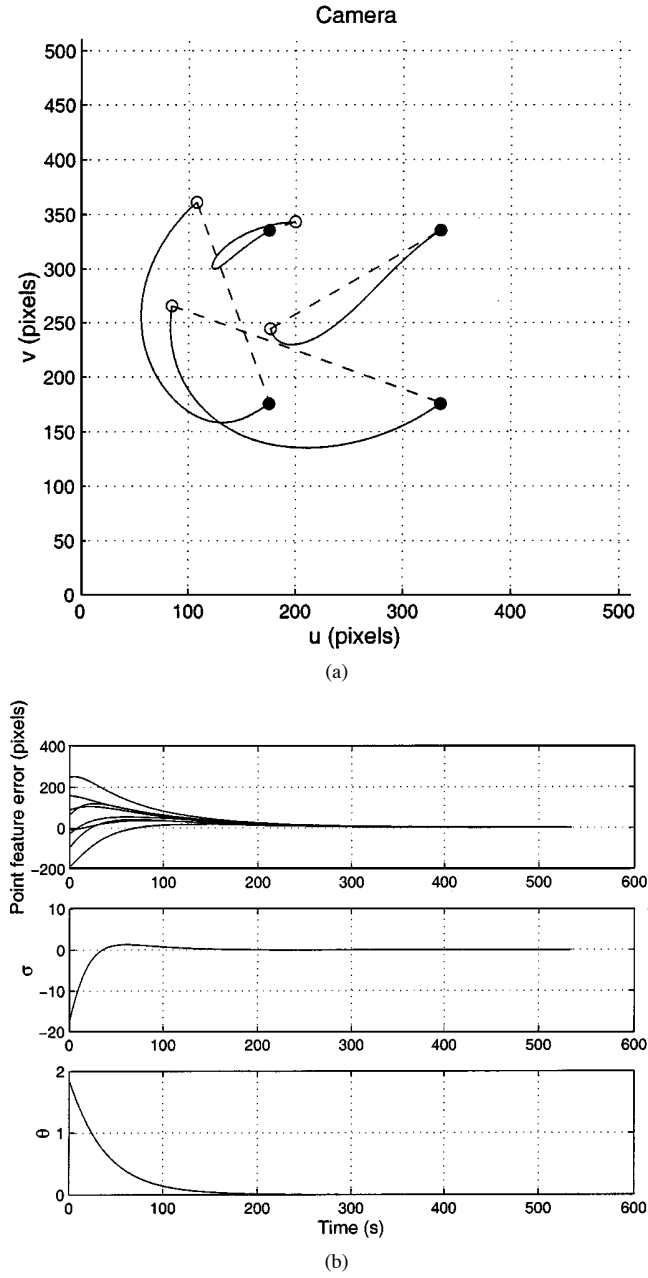 Camera
500
450
400
350
300
250
200
150
100
50
0
v (pixels)
0 100 200 300 400 500
u (pixels)
(a)
Point feature error (pixels)
400
200
0
−200
0 100 200 300 400 500 600
σ
10
0
−10
−20
0 100 200 300 400 500 600
θ
2
1
0
0 100 200 300 400 500 600
Time (s)
(b)